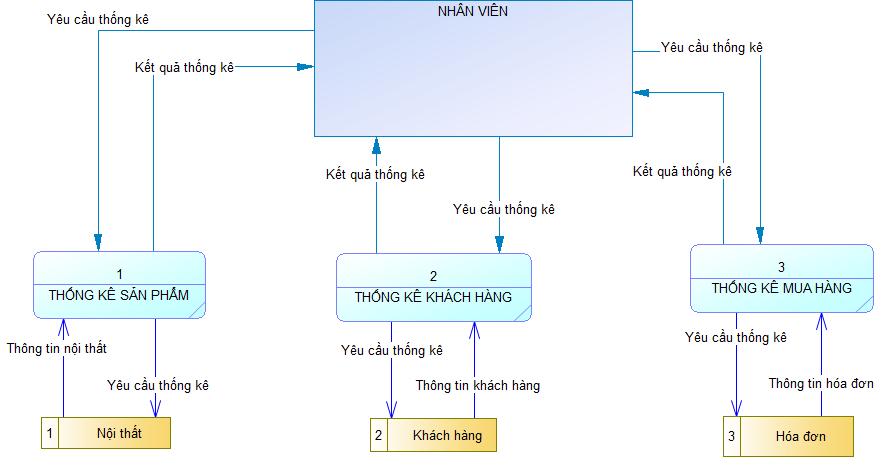 NHÂN VIÊN
Yêu cầu thống kê
Kết quả thống kê
Yêu cầu thống kê
Kết quả thống kê
Kết quả thống kê
Yêu cầu thống kê
1
THỐNG KÊ SẢN PHẨM
2
THỐNG KÊ KHÁCH HÀNG
3
THỐNG KÊ MUA HÀNG
Thông tin nội thất
Yêu cầu thống kê
Yêu cầu thống kê
Thông tin khách hàng
Yêu cầu thống kê
Thông tin hóa đơn
1 Nội thất
2 Khách hàng
3 Hóa đơn